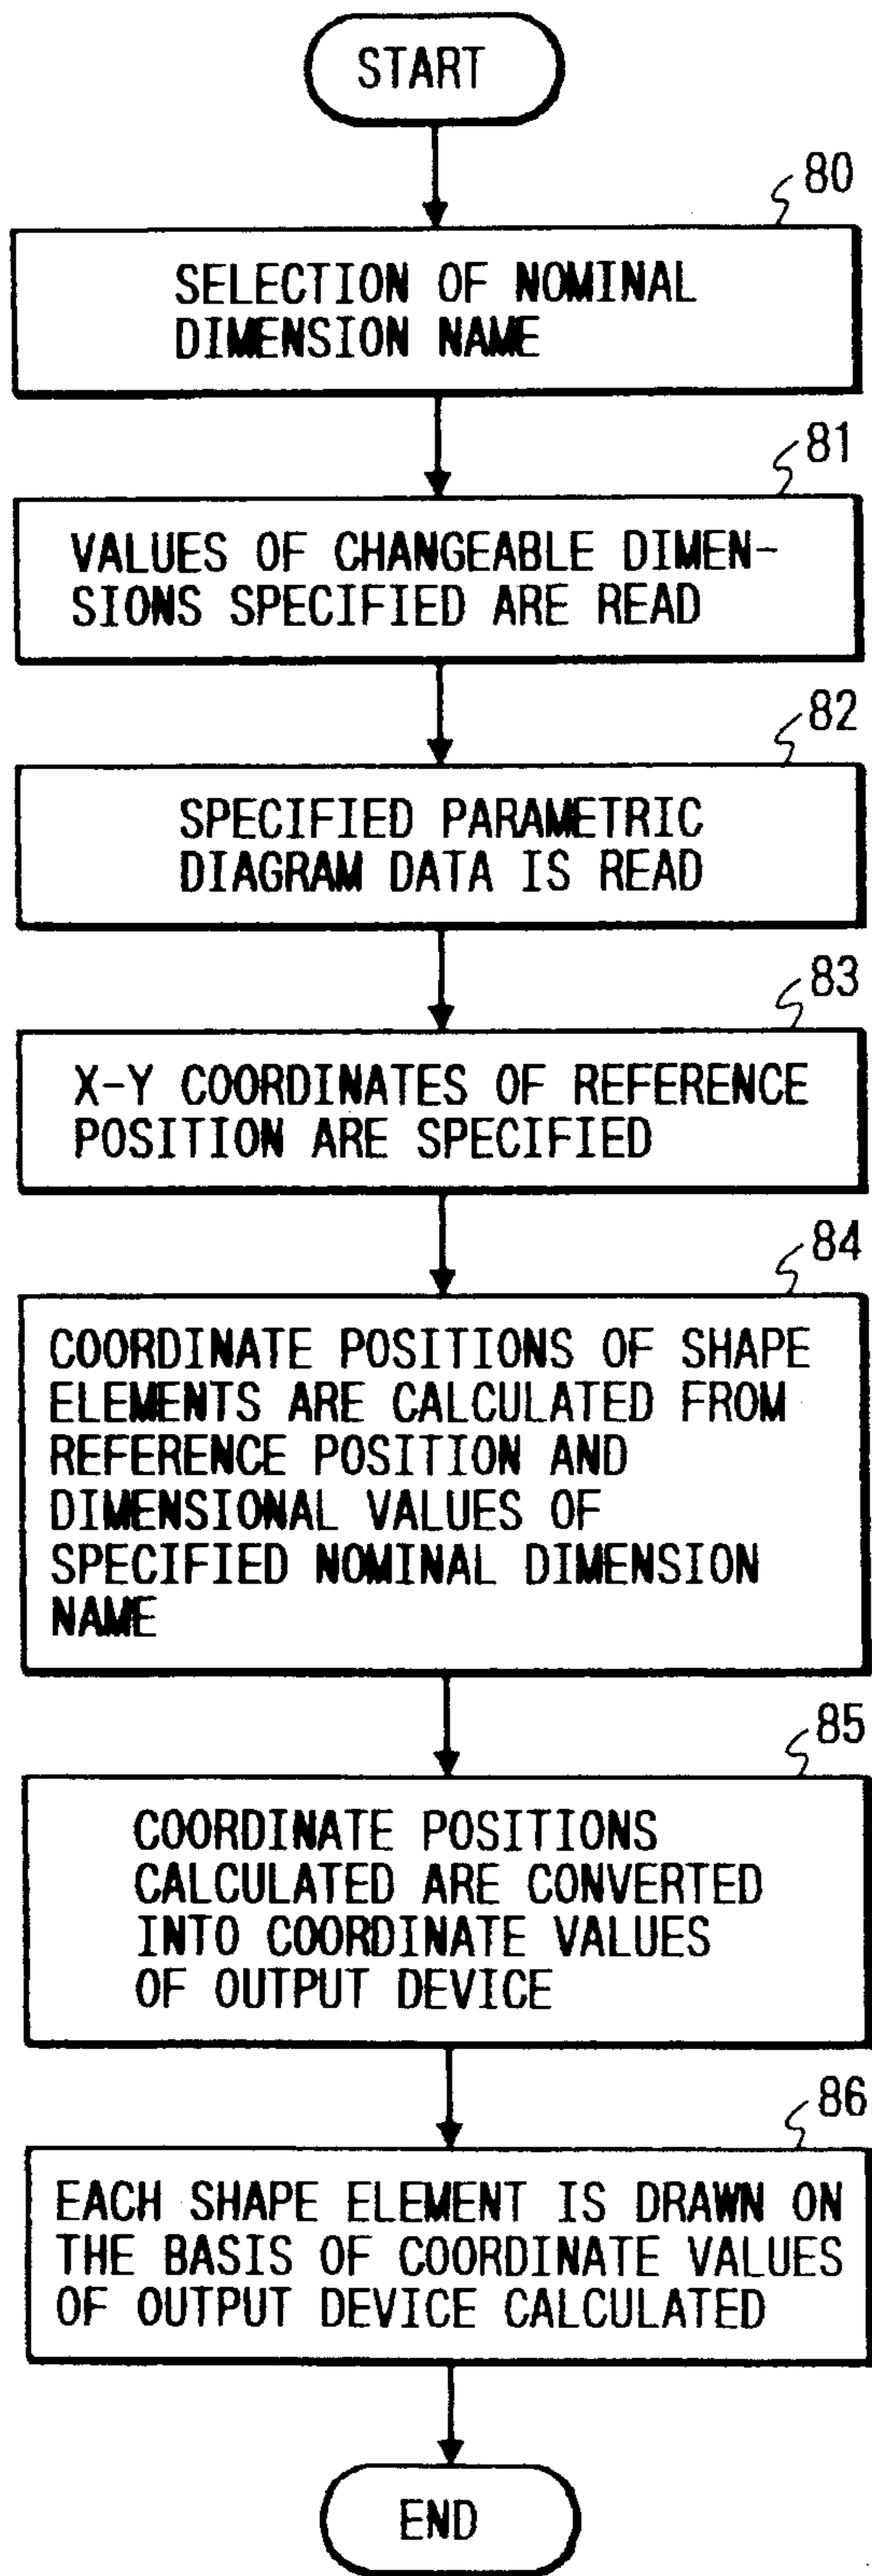 START
80
SELECTION OF NOMINAL
DIMENSION NAME
81
VALUES OF CHANGEABLE DIMEN-
SIONS SPECIFIED ARE READ
82
SPECIFIED PARAMETRIC
DIAGRAM DATA IS READ
83
X-Y COORDINATES OF REFERENCE
POSITION ARE SPECIFIED
84
COORDINATE POSITIONS OF SHAPE
ELEMENTS ARE CALCULATED FROM
REFERENCE POSITION AND
DIMENSIONAL VALUES OF
SPECIFIED NOMINAL DIMENSION
NAME
85
COORDINATE POSITIONS
CALCULATED ARE CONVERTED
INTO COORDINATE VALUES
OF OUTPUT DEVICE
86
EACH SHAPE ELEMENT IS DRAWN ON
THE BASIS OF COORDINATE VALUES
OF OUTPUT DEVICE CALCULATED
END